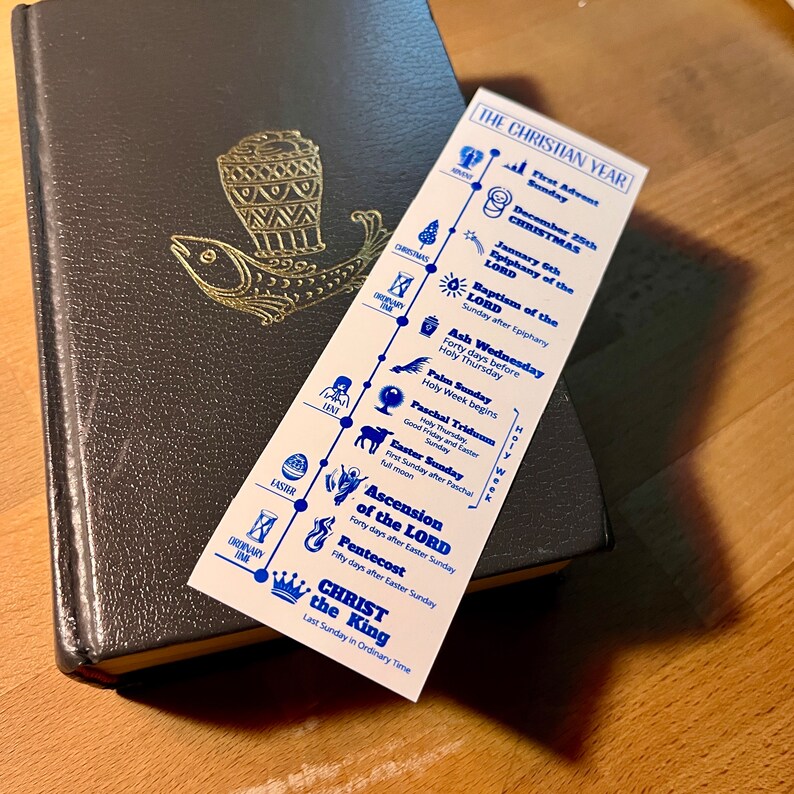 THE CHRISTIAN YEAR
ADVENT
First Advent
Sunday
December 25th
CHRISTMAS
CHRISTMAS
January 6th
Epiphany of the
LORD
ORDINARY
TIME
Baptism of the
LORD
Sunday after Epiphany
Ash Wednesday
Forty days before
Holy Thursday
LENT
Palm Sunday
Holy Week begins
Paschal Triduum
Holy Thursday,
Good Friday and Easter
Sunday
Easter Sunday
First Sunday after Paschal
full moon
Holy Week
EASTER
Ascension
of the LORD
Forty days after Easter Sunday
Pentecost
Fifty days after Easter Sunday
ORDINARY
TIME
CHRIST
the King
Last Sunday in Ordinary Time